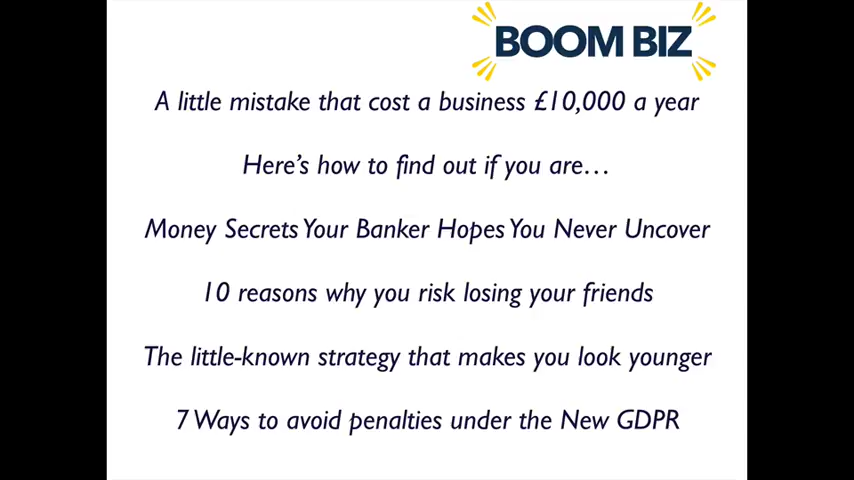 BOOM BIZ
A little mistake that cost a business £10,000 a year
Here's how to find out if you are…
Money Secrets Your Banker Hopes You Never Uncover
10 reasons why you risk losing your friends
The little-known strategy that makes you look younger
7 Ways to avoid penalties under the New GDPR